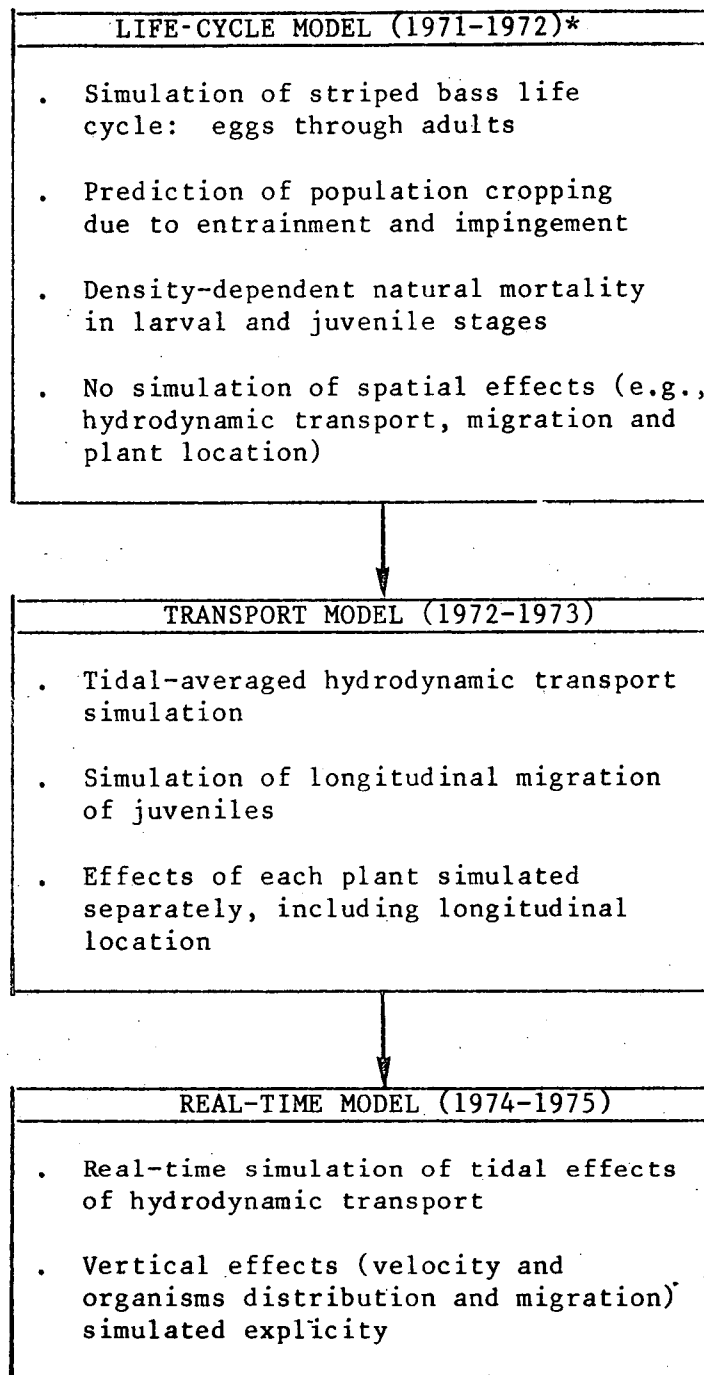 LIFE-CYCLE MODEL (1971-1972)*
. Simulation of striped bass life
cycle: eggs through adults
. Prediction of population cropping
due to entrainment and impingement
. Density-dependent natural mortality
in larval and juvenile stages
. No simulation of spatial effects (e.g.,
hydrodynamic transport, migration and
plant location)
TRANSPORT MODEL (1972-1973)
. Tidal-averaged hydrodynamic transport
simulation
. Simulation of longitudinal migration
of juveniles
. Effects of each plant simulated
separately, including longitudinal
location
REAL-TIME MODEL (1974-1975)
. Real-time simulation of tidal effects
of hydrodynamic transport
. Vertical effects (velocity and
organisms distribution and migration)
simulated explicity